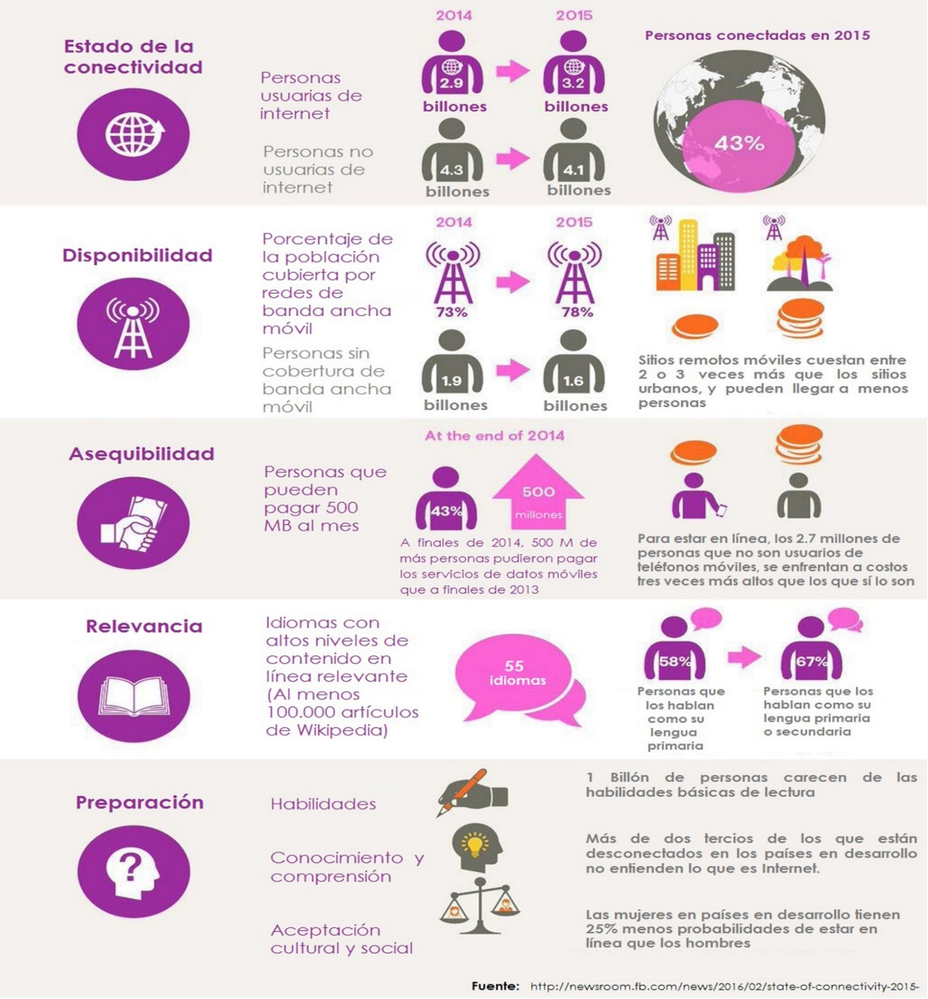 Estado de la
conectividad
Personas
usuarias de
internet
2014
2015
2.9
billones
3.2
billones
Personas conectadas en 2015
43%
Personas no
usuarias de
internet
4.3
billones
4.1
billones
Disponibilidad
Porcentaje de
la población
cubierta por
redes de
banda ancha
móvil
2014
2015
73%
78%
Personas sin
cobertura de
banda ancha
móvil
1.9
billones
1.6
billones
Sitios remotos móviles cuestan entre
2 o 3 veces más que los sitios
urbanos, y pueden llegar a menos
personas
Asequibilidad
Personas que
pueden
pagar 500
MB al mes
At the end of 2014
43%
500
millones
A finales de 2014, 500 M de
más personas pudieron pagar
los servicios de datos móviles
que a finales de 2013
Para estar en línea, los 2.7 millones de
personas que no son usuarios de
teléfonos móviles, se enfrentan a costos
tres veces más altos que los que sí lo son
Relevancia
Idiomas con
altos niveles de
contenido en
línea relevante
(Al menos
100.000 artículos
de Wikipedia)
55
idiomas
58%
Personas que
los hablan
como su
lengua
primaria
67%
Personas que los
hablan como su
lengua primaria
o secundaria
Preparación
?
Habilidades
1 Billón de personas carecen de las
habilidades básicas de lectura
Conocimiento y
comprensión
Más de dos tercios de los que están
desconectados en los países en desarrollo
no entienden lo que es Internet.
Aceptación
cultural y social
Las mujeres en países en desarrollo tienen
25% menos probabilidades de estar en
línea que los hombres
Fuente: http://newsroom.fb.com/news/2016/02/state-of-connectivity-2015-